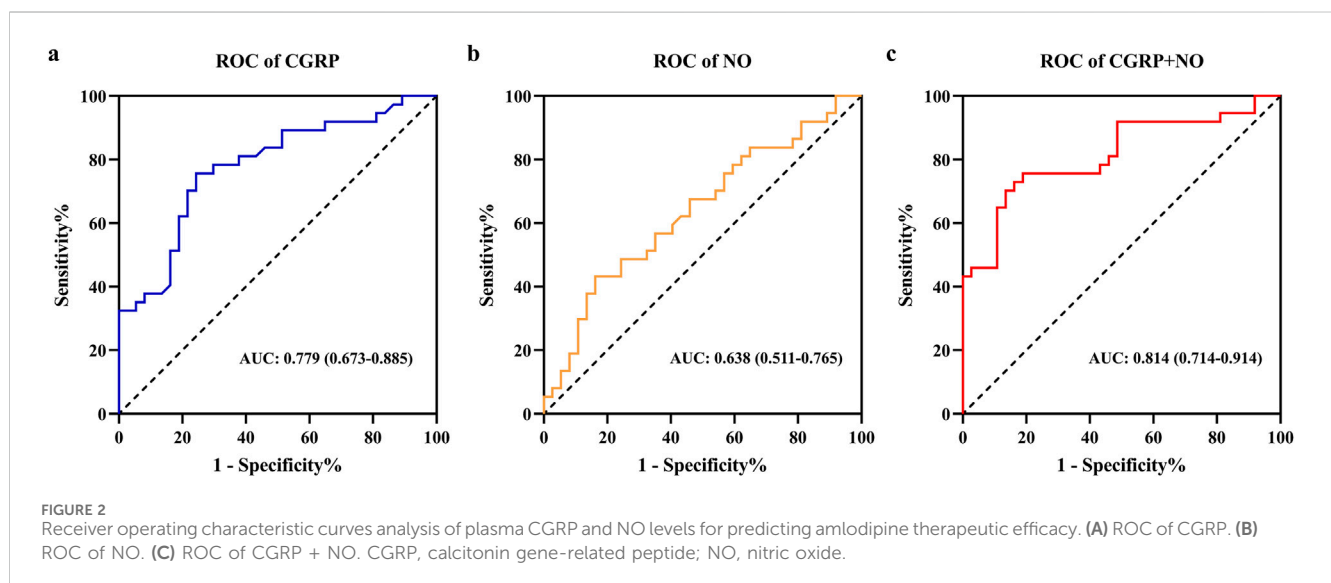 a
ROC of CGRP
100
80
60
40
20
0
Sensitivity%
AUC: 0.779 (0.673-0.885)
0 20 40 60 80 100
1 - Specificity%
b
ROC of NO
100
80
60
40
20
0
Sensitivity%
AUC: 0.638 (0.511-0.765)
0 20 40 60 80 100
1 - Specificity%
c
ROC of CGRP+NO
100
80
60
40
20
0
Sensitivity%
AUC: 0.814 (0.714-0.914)
0 20 40 60 80 100
1 - Specificity%
FIGURE 2
Receiver operating characteristic curves analysis of plasma CGRP and NO levels for predicting amlodipine therapeutic efficacy. (A) ROC of CGRP. (B)
ROC of NO. (C) ROC of CGRP + NO. CGRP, calcitonin gene-related peptide; NO, nitric oxide.